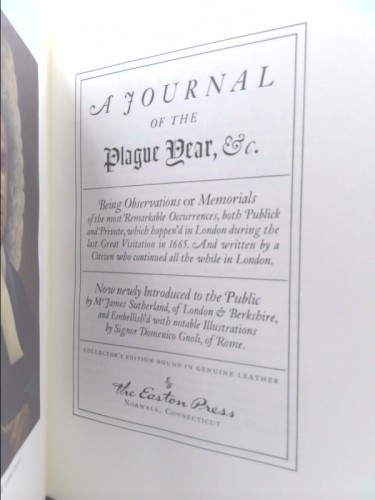 A JOURNAL
OF THE
Plague Year, &c.
Being Observations or Memorials
of the most Remarkable Occurrences, both Publick
and Private, which happen'd in London during the
last Great Visitation in 1665. And written by a
Citizen who continued all the while in London.
Now newly Introduced to the Public
by Mr James Sutherland, of London & Berkshire,
and Embellish'd with notable Illustrations
by Signor Domenico Gnoli, of Rome.
COLLECTOR'S EDITION BOUND IN GENUINE LEATHER
the Easton Press
NORWALK, CONNECTICUT